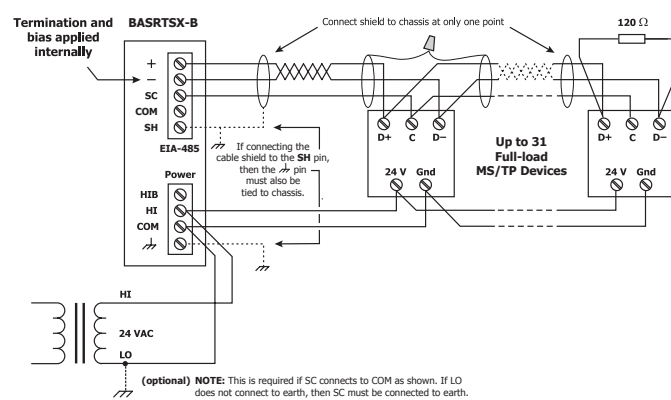 Termination and
bias applied
internally
BASRTSX-B
Connect shield to chassis at only one point
120 Ω
+
−
SC
COM
SH
EIA-485
If connecting the
cable shield to the SH pin,
then the pin
must also be
tied to chassis.
D+ C D−
24 V Gnd
Up to 31
Full-load
MS/TP Devices
D+ C D−
24 V Gnd
Power
HIB
HI
COM
HI
24 VAC
LO
(optional) NOTE: This is required if SC connects to COM as shown. If LO
does not connect to earth, then SC must be connected to earth.